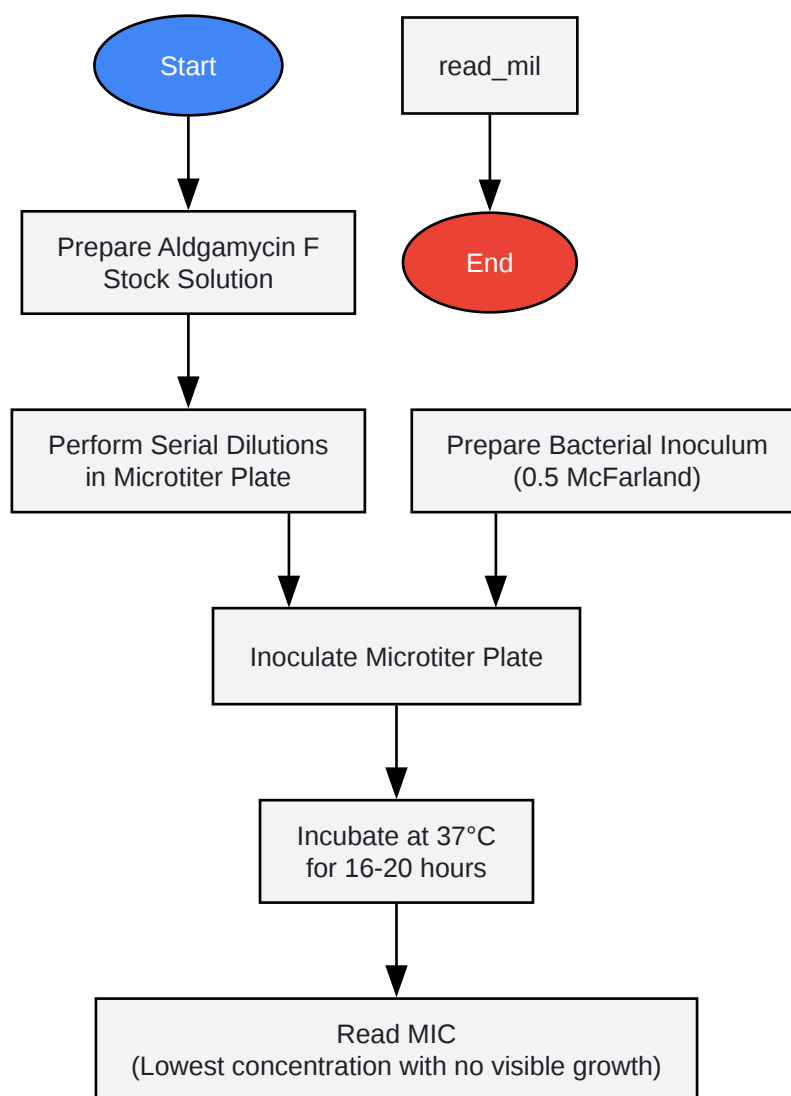 Start
read_mil
Prepare Aldgamycin F
Stock Solution
End
Perform Serial Dilutions
in Microtiter Plate
Prepare Bacterial Inoculum
(0.5 McFarland)
Inoculate Microtiter Plate
Incubate at 37°C
for 16-20 hours
Read MIC
(Lowest concentration with no visible growth)